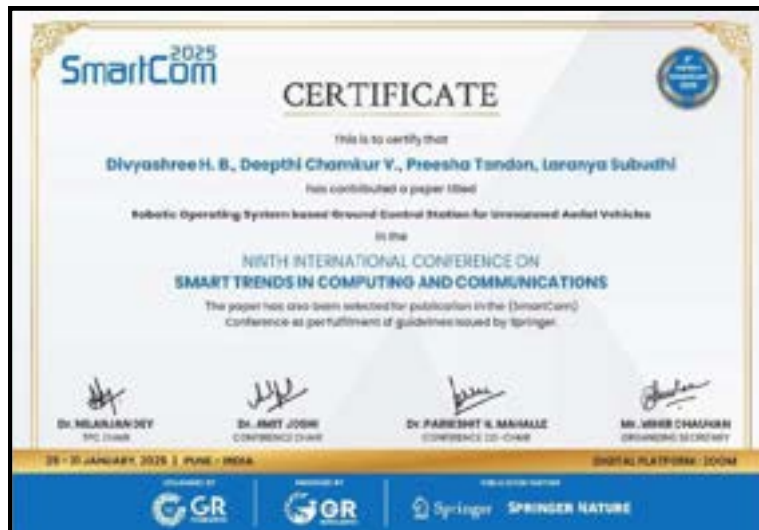 2025
SmartCom
CERTIFICATE
This is to certify that
Divyashree H. B., Deepthi Chamkur V., Preesha Tandon, Laranya Subudhi
has contributed a paper titled
Robotic Operating System based Ground Control Station for Unmanned Aerial Vehicles
in the
NINTH INTERNATIONAL CONFERENCE ON
SMART TRENDS IN COMPUTING AND COMMUNICATIONS
The paper has also been selected for publication in the (SmartCom)
Conference as per fulfilment of guidelines issued by Springer.
Dr. NILANJAN DEY
TPC CHAIR
Dr. AMIT JOSHI
CONFERENCE CHAIR
Dr. PARIKSHIT N. MAHALLE
CONFERENCE CO-CHAIR
Mr. MIHIR CHAUHAN
ORGANISING SECRETARY
31 JANUARY, 2025 | PUNE - INDIA
DIGITAL PLATFORM : ZOOM
GR
GR
Springer
SPRINGER NATURE